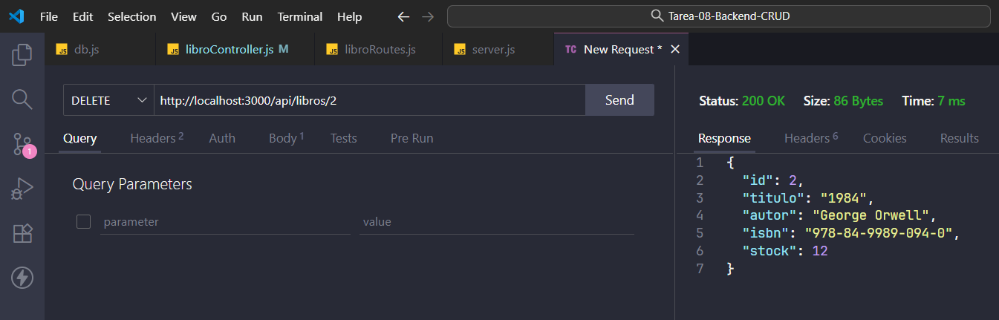 File Edit Selection View Go Run Terminal Help Tarea-08-Backend-CRUD
JS db.js JS libroController.js M JS libroRoutes.js JS server.js TC New Request *
DELETE http://localhost:3000/api/libros/2 Send
Status: 200 OK Size: 86 Bytes Time: 7 ms
Query Headers 2 Auth Body 1 Tests Pre Run
Response Headers 6 Cookies Results
1
Query Parameters
parameter value
1 {
2 "id": 2,
3 "titulo": "1984",
4 "autor": "George Orwell",
5 "isbn": "978-84-9989-094-0",
6 "stock": 12
7 }